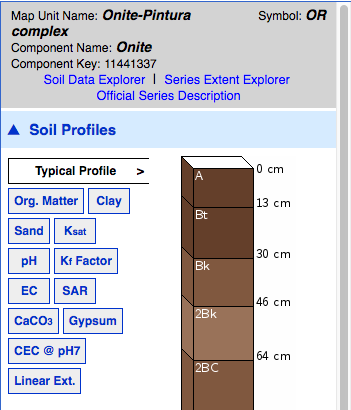 Map Unit Name: Onite-Pintura complex Symbol: OR
Component Name: Onite
Component Key: 11441337
Soil Data Explorer | Series Extent Explorer
Official Series Description
▲ Soil Profiles
Typical Profile >
Org. Matter Clay
Sand Ksat
pH Kf Factor
EC SAR
CaCO3 Gypsum
CEC @ pH7
Linear Ext.
0 cm
A
13 cm
Bt
30 cm
Bk
46 cm
2Bk
64 cm
2BC